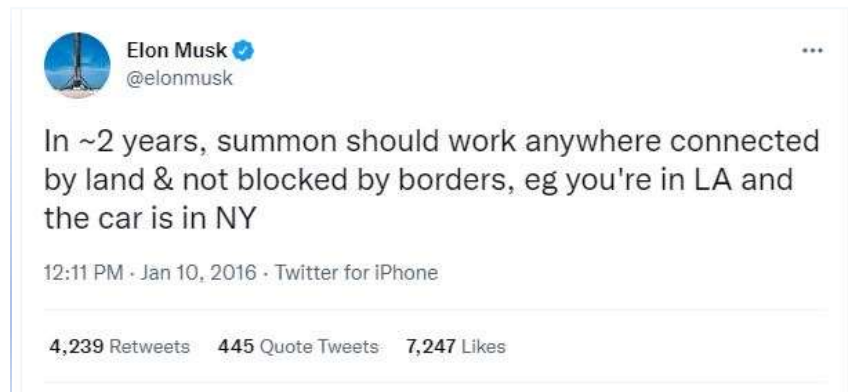 Elon Musk
@elonmusk
In ~2 years, summon should work anywhere connected
by land & not blocked by borders, eg you're in LA and
the car is in NY
12:11 PM · Jan 10, 2016 · Twitter for iPhone
4,239 Retweets 445 Quote Tweets 7,247 Likes